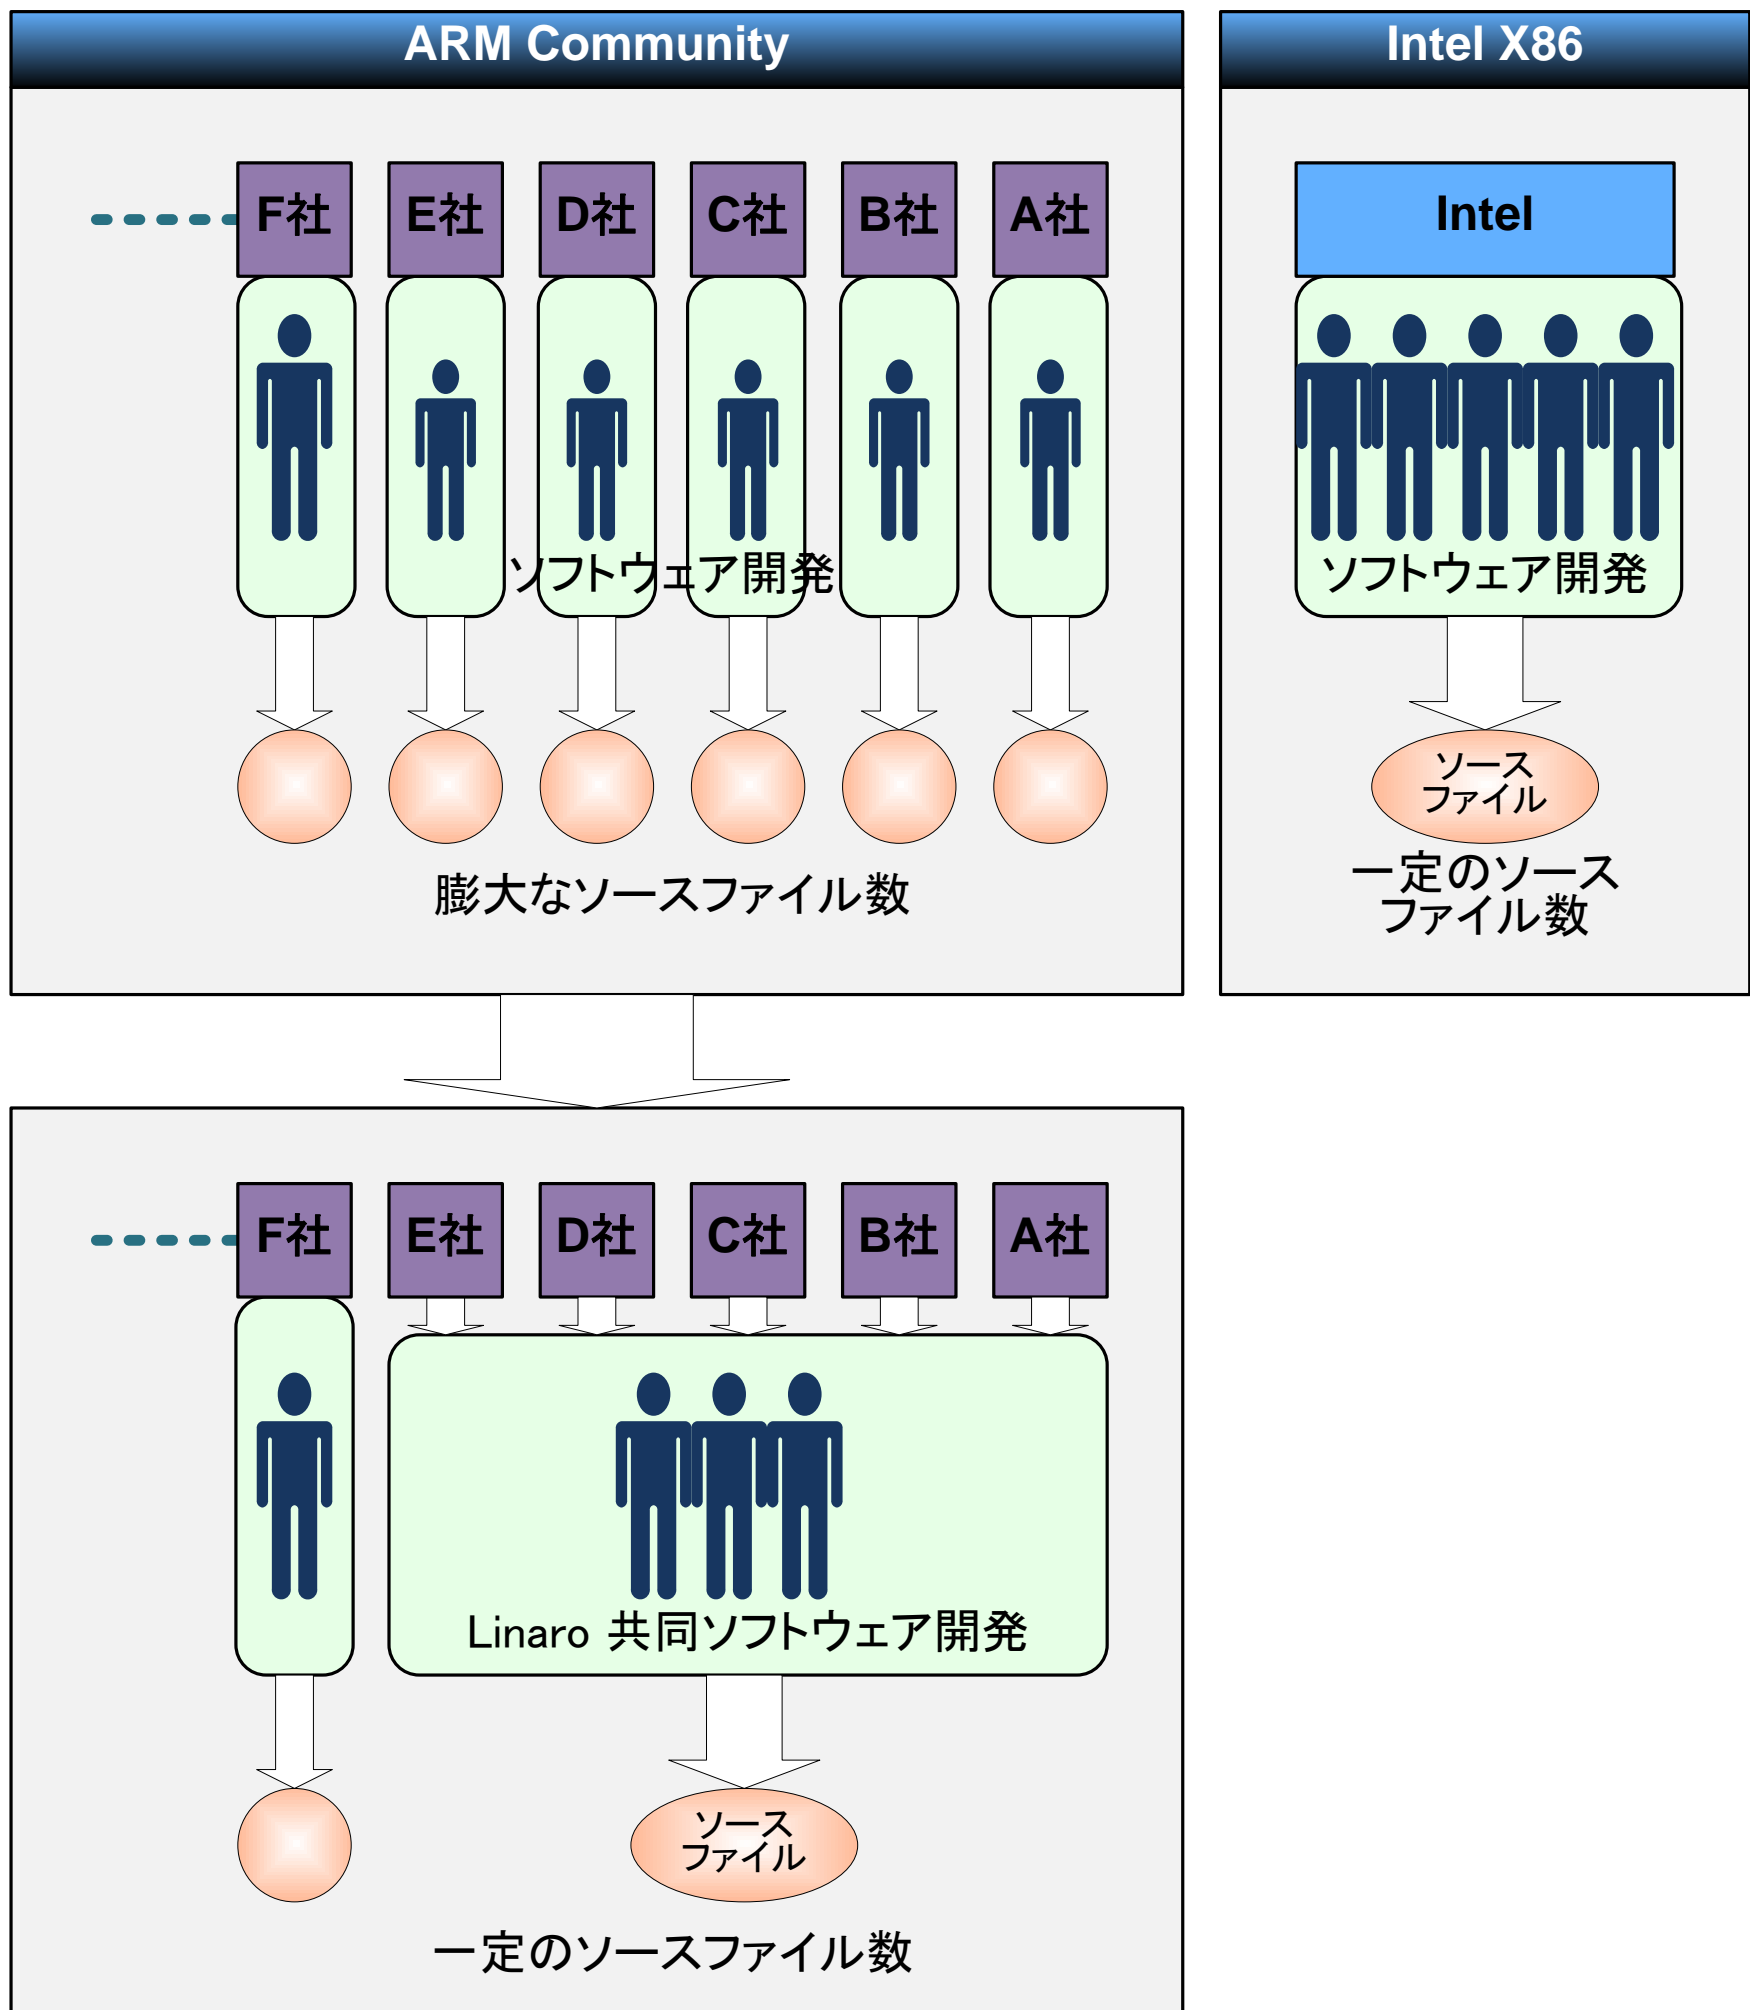 ARM Community
F社 E社 D社 C社 B社 A社
ソフトウェア開発
膨大なソースファイル数
Intel X86
Intel
ソフトウェア開発
ソース
ファイル
一定のソース
ファイル数
F社 E社 D社 C社 B社 A社
Linaro 共同ソフトウェア開発
ソース
ファイル
一定のソースファイル数